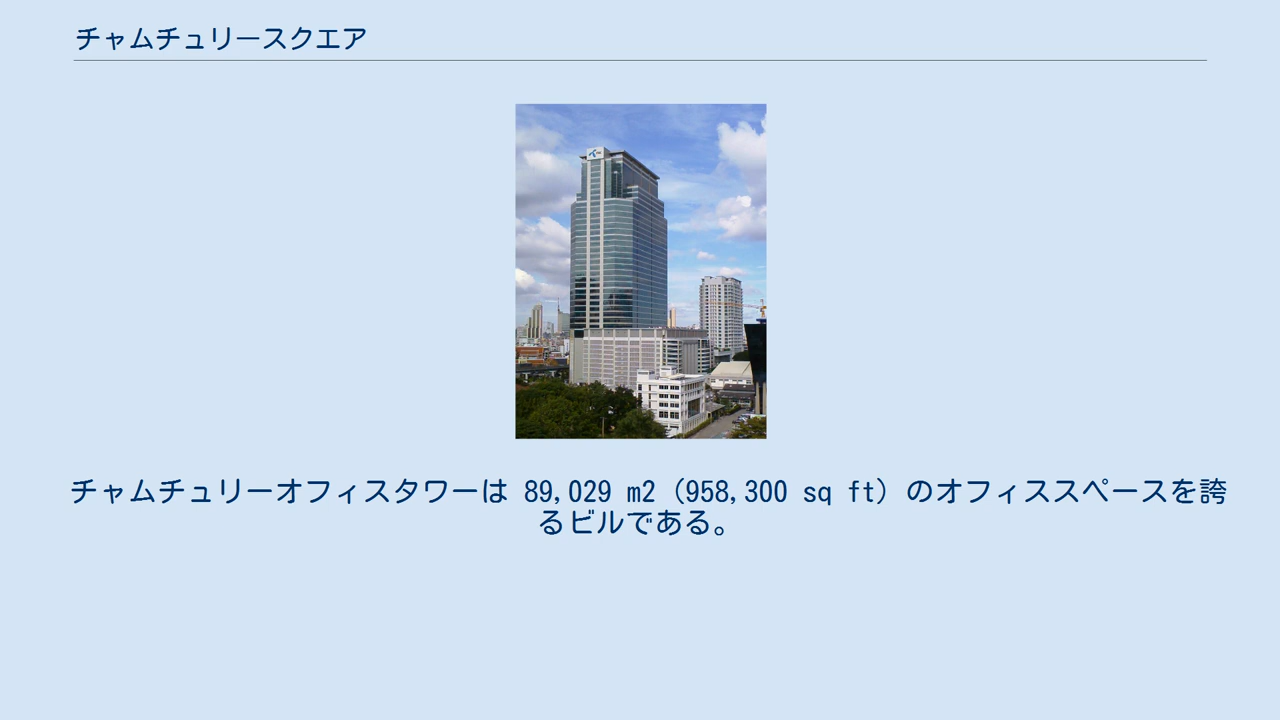 チャムチュリースクエア
チャムチュリーオフィスタワーは 89,029 m2 (958,300 sq ft) のオフィススペースを誇
るビルである。